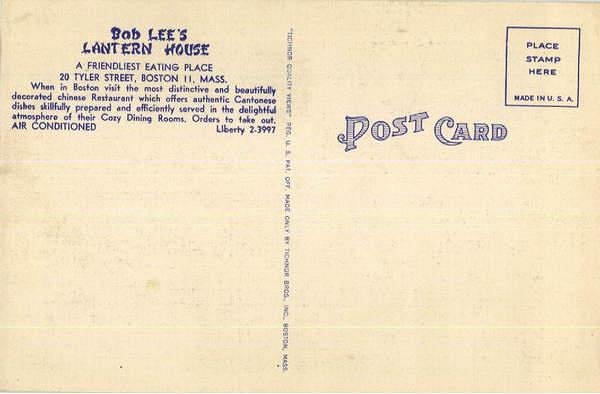 Bob Lee's
Lantern House
A FRIENDLIEST EATING PLACE
20 TYLER STREET, BOSTON 11, MASS.
When in Boston visit the most distinctive and beautifully
decorated chinese Restaurant which offers authentic Cantonese
dishes skillfully prepared and efficiently served in the delightful
atmosphere of their Cozy Dining Rooms. Orders to take out.
AIR CONDITIONED LIberty 2-3997
"TICHNOR QUALITY VIEWS" REG. U. S. PAT. OFF. MADE ONLY BY TICHNOR BROS., INC., BOSTON, MASS.
POST CARD
PLACE
STAMP
HERE
MADE IN U. S. A.